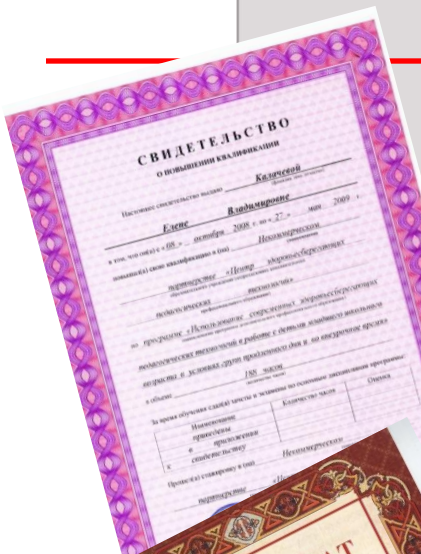 СВИДЕТЕЛЬСТВО
О ПОВЫШЕНИИ КВАЛИФИКАЦИИ
Настоящее свидетельство выдано Калачевой
Елене Владимировне
в том, что он(а) с «08» октября 2008 г. по «27» мая 2009 г.
повысил(а) свою квалификацию в (на) Некоммерческом
партнерстве «Центр здоровьесберегающих
педагогических технологий»
по программе «Использование современных здоровьесберегающих
педагогических технологий в работе с детьми младшего школьного
возраста в условиях групп продленного дня и во внеурочное время»
в объеме 188 часов
За время обучения сдал(а) зачеты и экзамены по основным дисциплинам программы:
Наименование Количество часов Оценка
приведены
в приложении
к свидетельству
Прошел(а) стажировку в (на) Некоммерческом
партнерстве